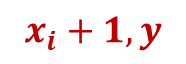 xᵢ + 1, y